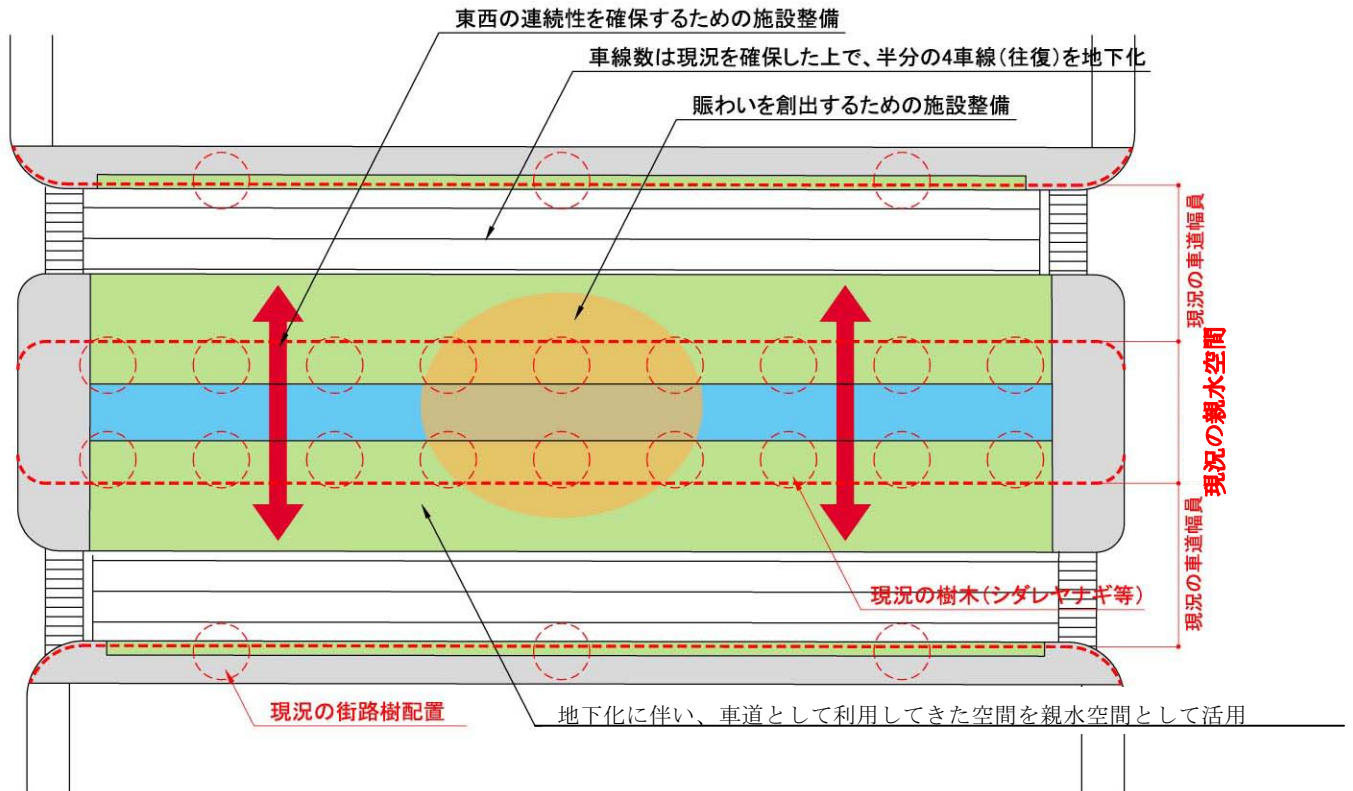 東西の連続性を確保するための施設整備
車線数は現況を確保した上で、半分の4車線(往復)を地下化
賑わいを創出するための施設整備
現況の車道幅員
現況の親水空間
現況の車道幅員
現況の樹木(シダレヤナギ等)
現況の街路樹配置
地下化に伴い、車道として利用してきた空間を親水空間として活用